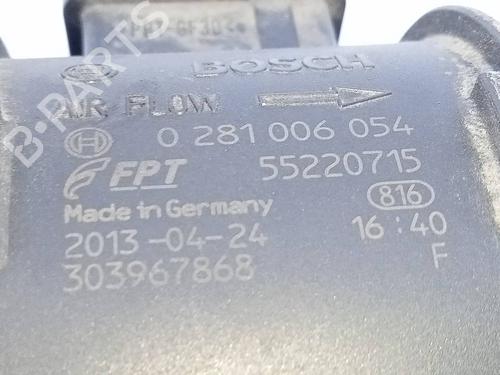 BOSCH
AIR FLOW
0 281 006 054
FPT 55220715
816
Made in Germany
2013-04-24 16:40
303967868 F
B-PARTS